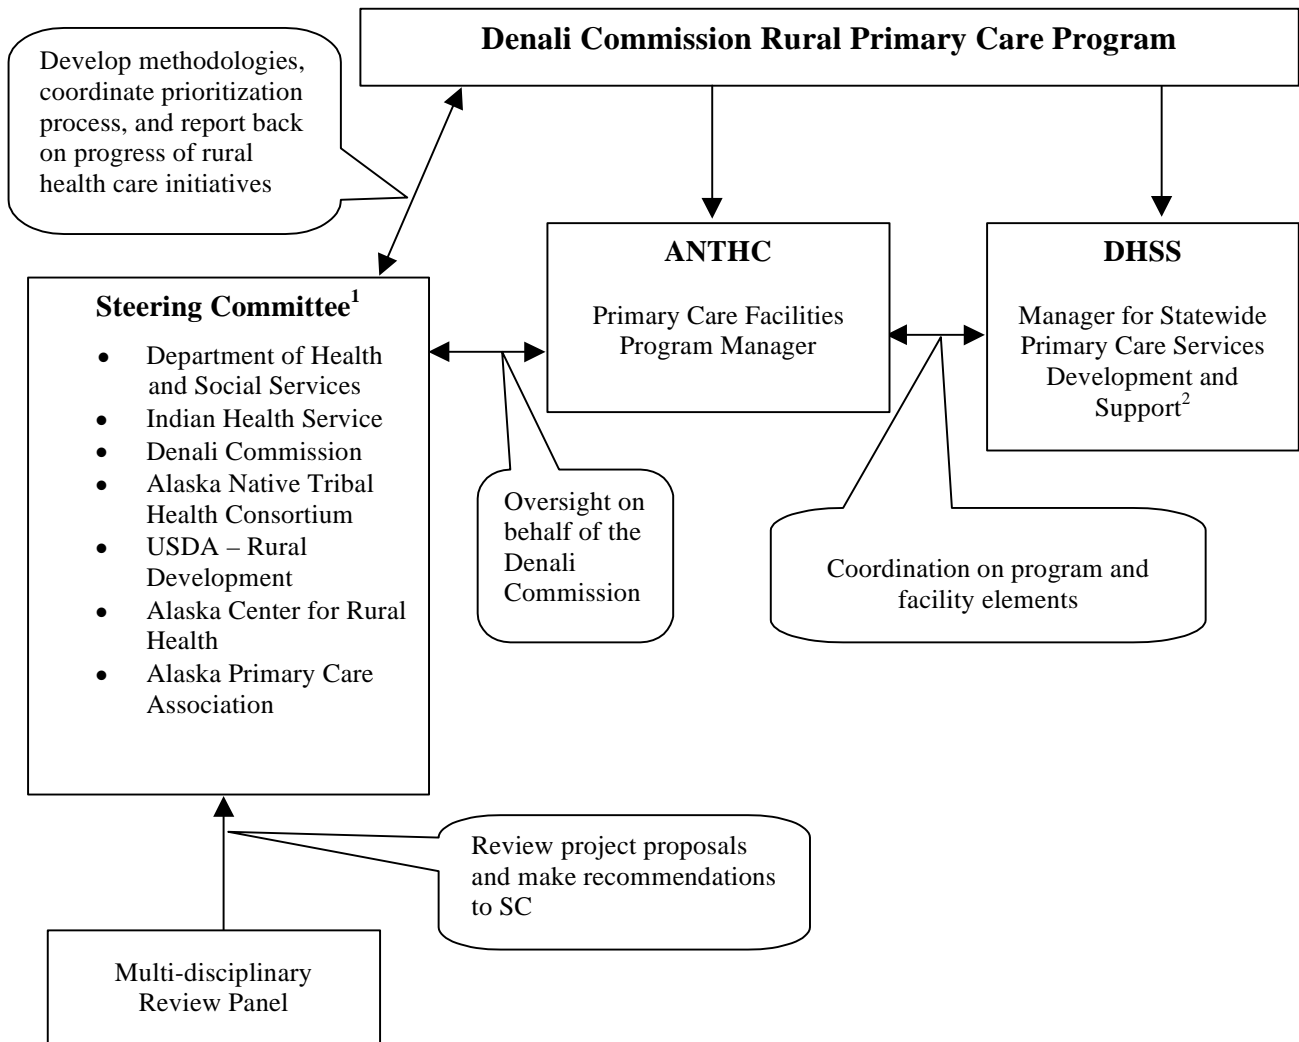 Denali Commission Rural Primary Care Program
Develop methodologies,
coordinate prioritization
process, and report back
on progress of rural
health care initiatives
ANTHC
Primary Care Facilities
Program Manager
DHSS
Manager for Statewide
Primary Care Services
Development and
Support2
Steering Committee1
• Department of Health
and Social Services
• Indian Health Service
• Denali Commission
• Alaska Native Tribal
Health Consortium
• USDA – Rural
Development
• Alaska Center for Rural
Health
• Alaska Primary Care
Association
Oversight on
behalf of the
Denali
Commission
Coordination on program and
facility elements
Review project proposals
and make recommendations
to SC
Multi-disciplinary
Review Panel